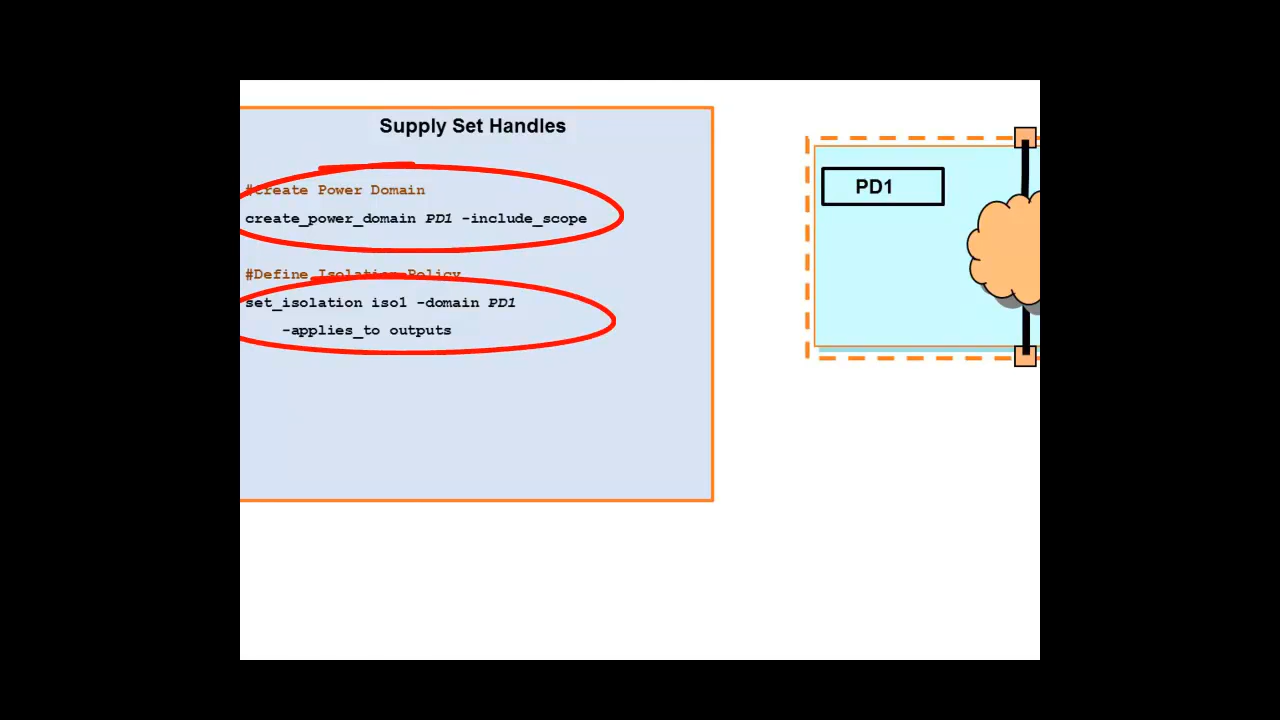 Supply Set Handles
#Create Power Domain
create_power_domain PD1 -include_scope
#Define Isolation Policy
set_isolation iso1 -domain PD1
-applies_to outputs
PD1